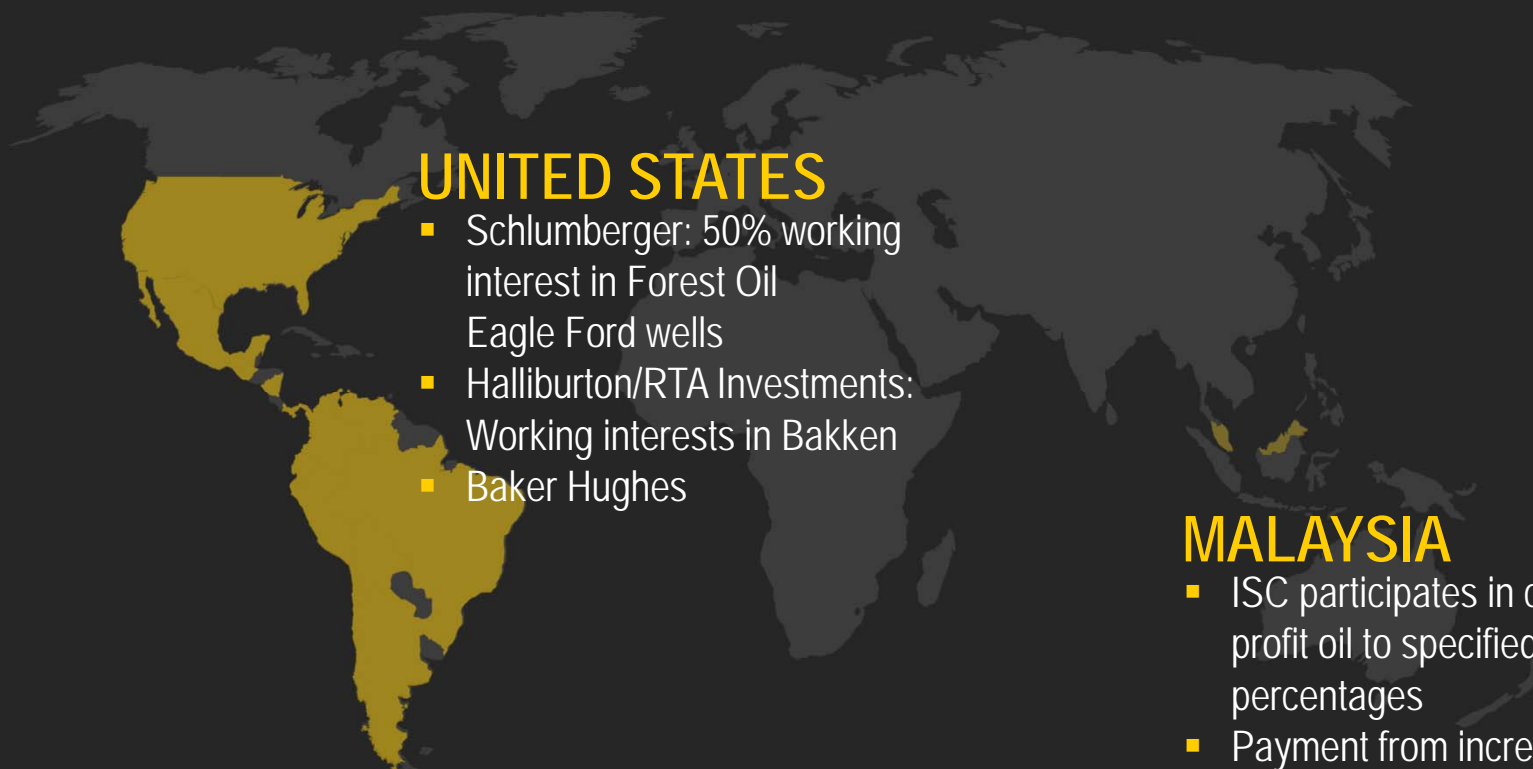 UNITED STATES
▪ Schlumberger: 50% working
interest in Forest Oil
Eagle Ford wells
▪ Halliburton/RTA Investments:
Working interests in Bakken
▪ Baker Hughes
MALAYSIA
▪ ISC participates in
profit oil to specified
percentages
▪ Payment from